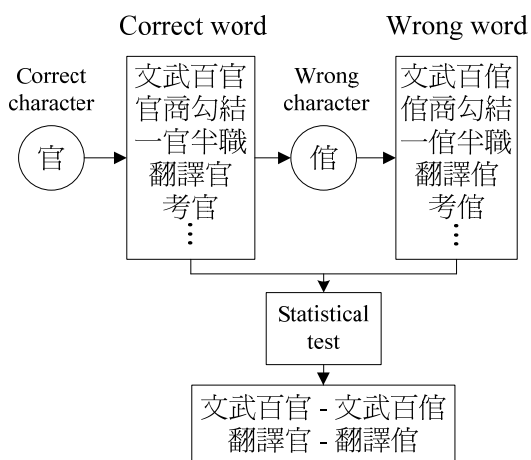 Correct word
Wrong word
Correct
character
官
文武百官
官商勾結
一官半職
翻譯官
考官
Wrong
character
倌
文武百倌
倌商勾結
一倌半職
翻譯倌
考倌
Statistical
test
文武百官 - 文武百倌
翻譯官 - 翻譯倌